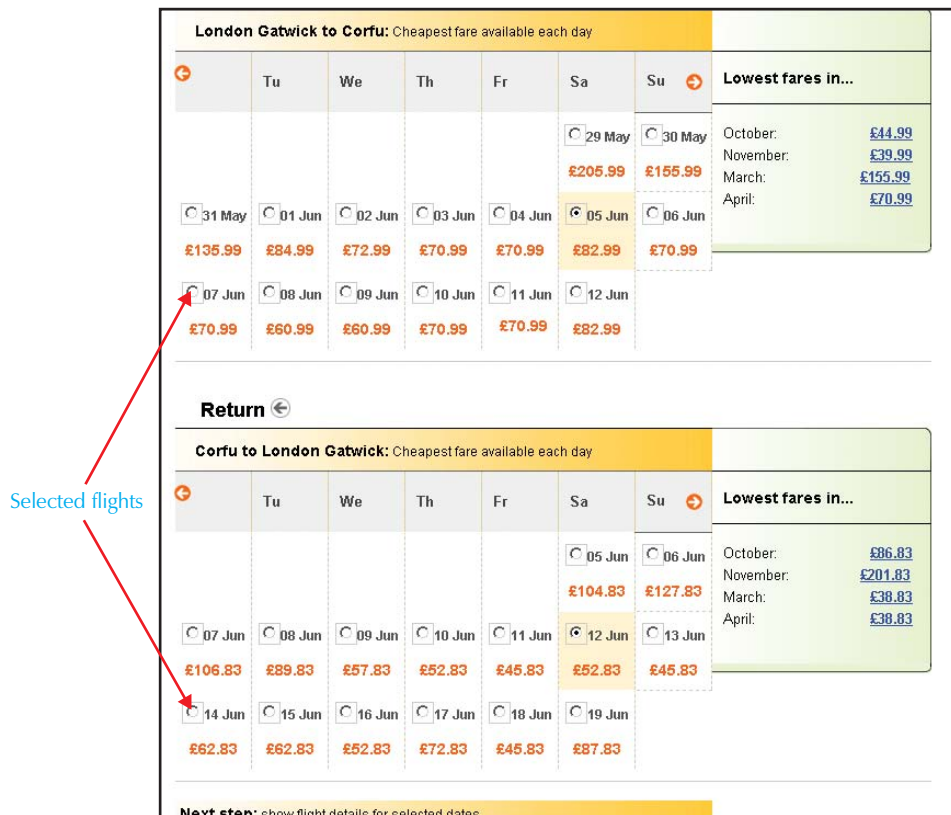 London Gatwick to Corfu: Cheapest fare available each day
Tu We Th Fr Sa Su
Lowest fares in...
29 May 30 May
£205.99 £155.99
October: £44.99
November: £39.99
March: £155.99
April: £70.99
31 May 01 Jun 02 Jun 03 Jun 04 Jun 05 Jun 06 Jun
£135.99 £84.99 £72.99 £70.99 £70.99 £82.99 £70.99
07 Jun 08 Jun 09 Jun 10 Jun 11 Jun 12 Jun
£70.99 £60.99 £60.99 £70.99 £70.99 £82.99
Return
Corfu to London Gatwick: Cheapest fare available each day
Selected flights
Tu We Th Fr Sa Su
Lowest fares in...
05 Jun 06 Jun
£104.83 £127.83
October: £86.83
November: £201.83
March: £38.83
April: £38.83
07 Jun 08 Jun 09 Jun 10 Jun 11 Jun 12 Jun 13 Jun
£106.83 £89.83 £57.83 £52.83 £45.83 £52.83 £45.83
14 Jun 15 Jun 16 Jun 17 Jun 18 Jun 19 Jun
£62.83 £62.83 £52.83 £72.83 £45.83 £87.83
Next step: show flight details for selected dates